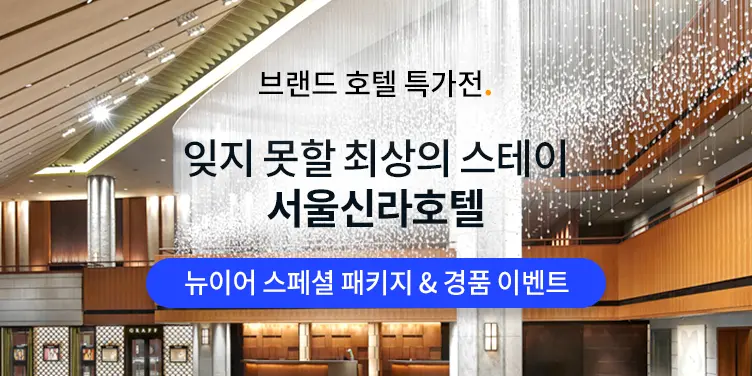 브랜드 호텔 특가전.
잊지 못할 최상의 스테이
서울신라호텔
뉴이어 스페셜 패키지 & 경품 이벤트
GRAFF